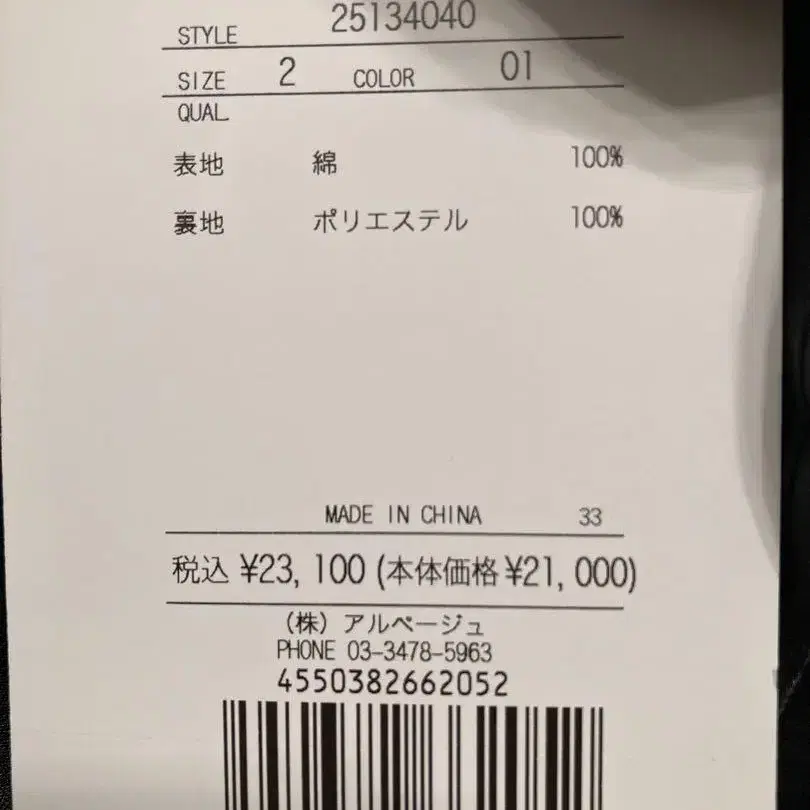 STYLE 25134040
SIZE 2 COLOR 01
QUAL
表地 綿 100%
裏地 ポリエステル 100%
MADE IN CHINA 33
税込 ¥23,100 (本体価格¥21,000)
(株) アルページュ
PHONE 03-3478-5963
4550382662052